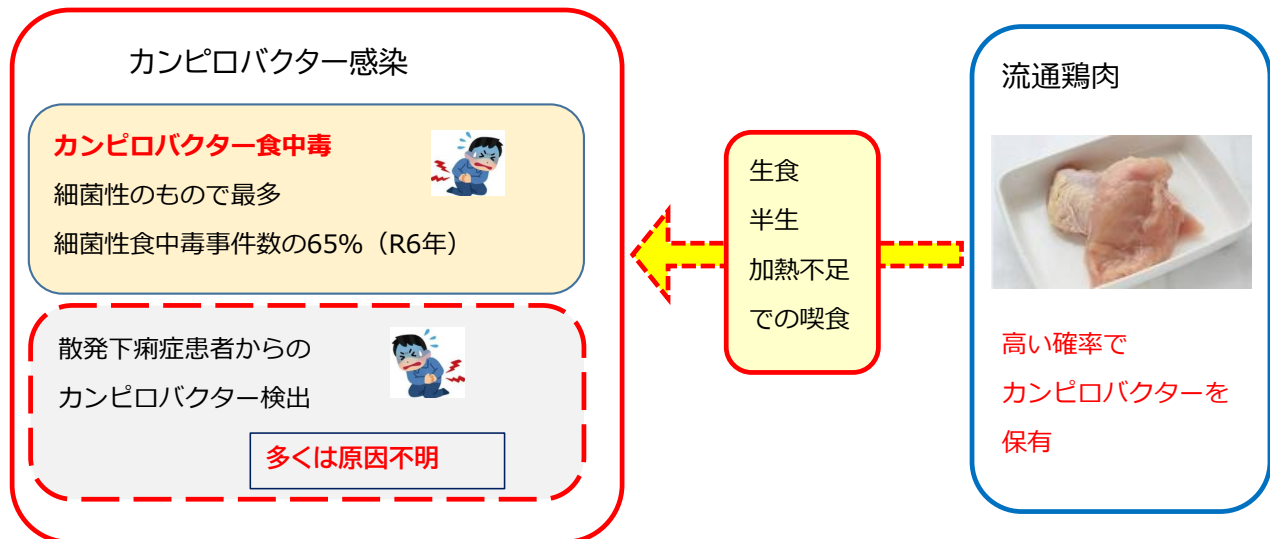 カンピロバクター感染
カンピロバクター食中毒
細菌性のもので最多
細菌性食中毒事件数の65%（R6年）
散発下痢症患者からの
カンピロバクター検出
多くは原因不明
生食
半生
加熱不足
での喫食
流通鶏肉
高い確率で
カンピロバクターを
保有